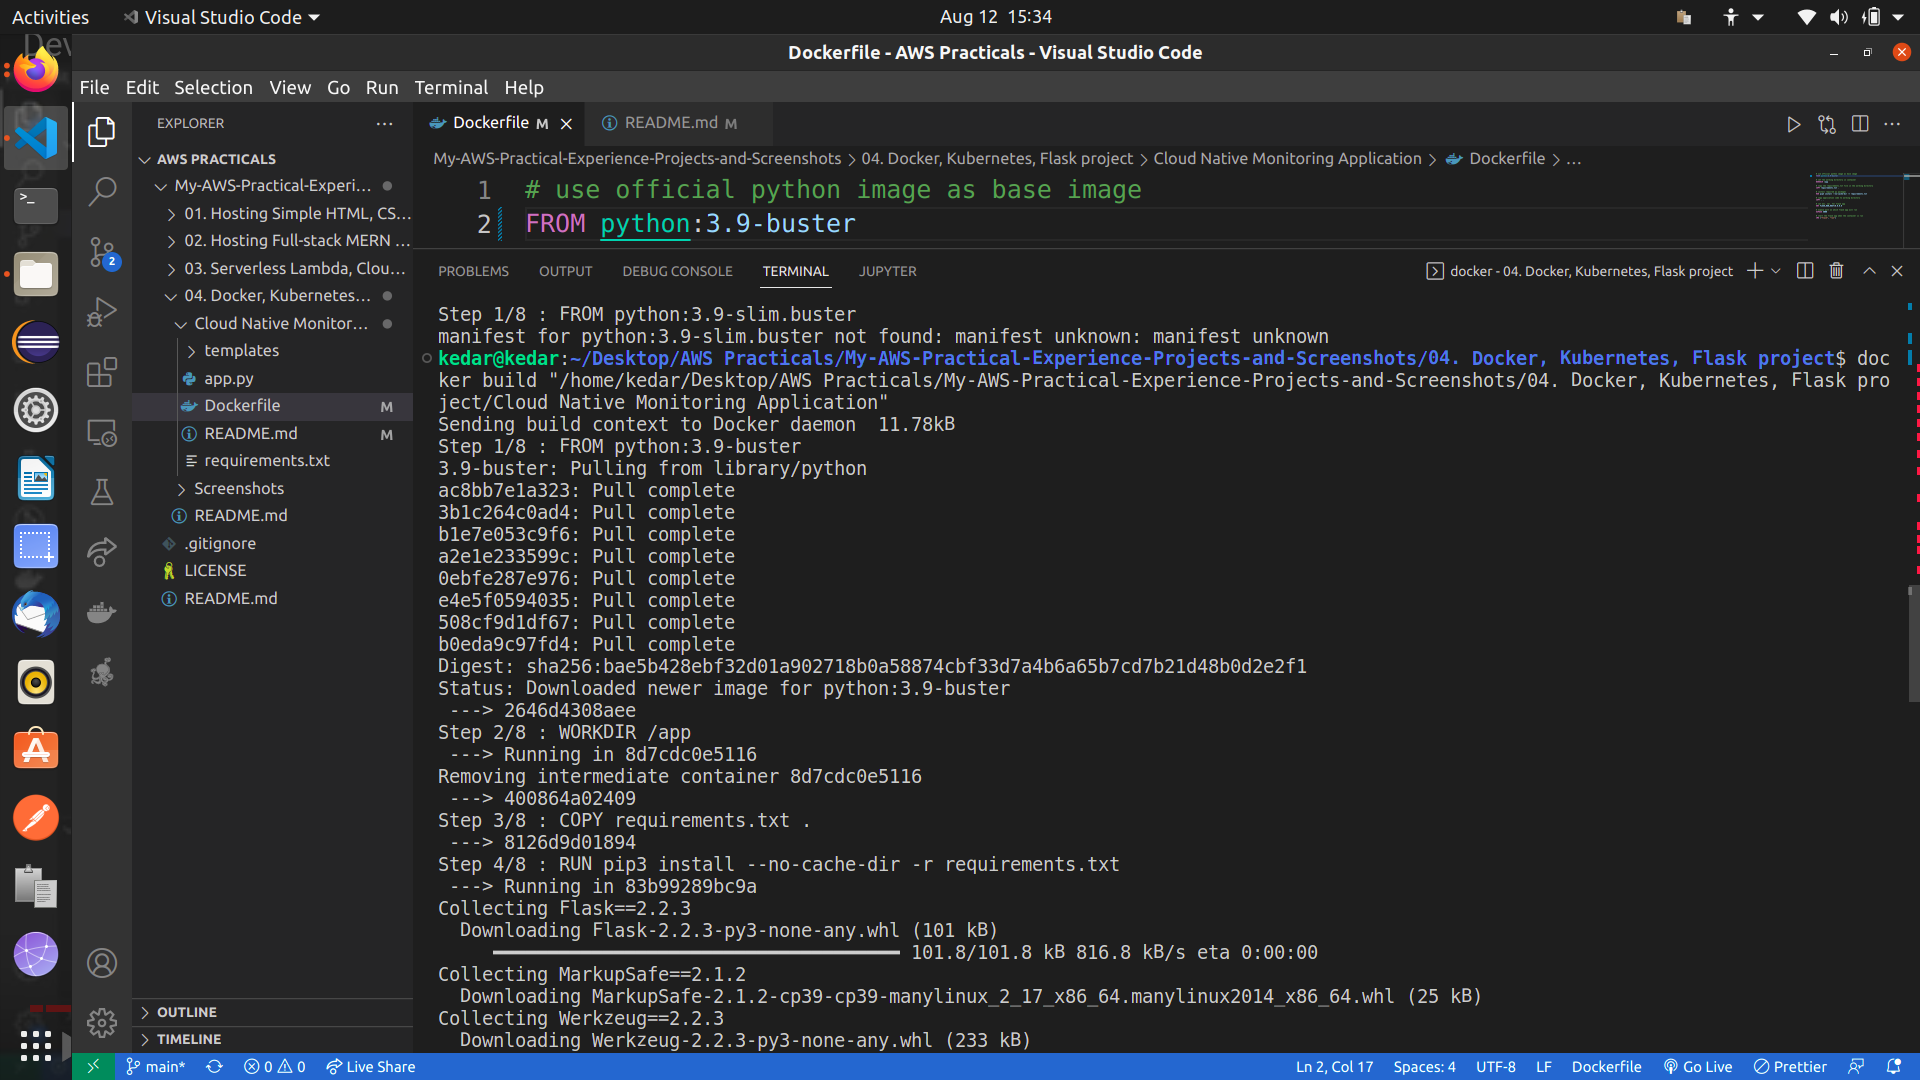 Activities
Visual Studio Code
Aug 12 15:34
Dockerfile - AWS Practicals - Visual Studio Code
File Edit Selection View Go Run Terminal Help
EXPLORER
AWS PRACTICALS
My-AWS-Practical-Experi...
01. Hosting Simple HTML, CS...
02. Hosting Full-stack MERN ...
03. Serverless Lambda, Clou...
04. Docker, Kubernetes...
Cloud Native Monitor...
templates
app.py
Dockerfile M
README.md M
requirements.txt
Screenshots
README.md
.gitignore
LICENSE
README.md
OUTLINE
TIMELINE
2
Dockerfile M
README.md M
My-AWS-Practical-Experience-Projects-and-Screenshots > 04. Docker, Kubernetes, Flask project > Cloud Native Monitoring Application > Dockerfile > ...
1 # use official python image as base image
2 FROM python:3.9-buster
PROBLEMS OUTPUT DEBUG CONSOLE TERMINAL JUPYTER
docker - 04. Docker, Kubernetes, Flask project
Step 1/8 : FROM python:3.9-slim.buster
manifest for python:3.9-slim.buster not found: manifest unknown: manifest unknown
kedar@kedar:~/Desktop/AWS Practicals/My-AWS-Practical-Experience-Projects-and-Screenshots/04. Docker, Kubernetes, Flask project$ doc
ker build "/home/kedar/Desktop/AWS Practicals/My-AWS-Practical-Experience-Projects-and-Screenshots/04. Docker, Kubernetes, Flask pro
ject/Cloud Native Monitoring Application"
Sending build context to Docker daemon  11.78kB
Step 1/8 : FROM python:3.9-buster
3.9-buster: Pulling from library/python
ac8bb7e1a323: Pull complete
3b1c264c0ad4: Pull complete
b1e7e053c9f6: Pull complete
a2e1e233599c: Pull complete
0ebfe287e976: Pull complete
e4e5f0594035: Pull complete
508cf9d1df67: Pull complete
b0eda9c97fd4: Pull complete
Digest: sha256:bae5b428ebf32d01a902718b0a58874cbf33d7a4b6a65b7cd7b21d48b0d2e2f1
Status: Downloaded newer image for python:3.9-buster
 ---> 2646d4308aee
Step 2/8 : WORKDIR /app
 ---> Running in 8d7cdc0e5116
Removing intermediate container 8d7cdc0e5116
 ---> 400864a02409
Step 3/8 : COPY requirements.txt .
 ---> 8126d9d01894
Step 4/8 : RUN pip3 install --no-cache-dir -r requirements.txt
 ---> Running in 83b99289bc9a
Collecting Flask==2.2.3
  Downloading Flask-2.2.3-py3-none-any.whl (101 kB)
101.8/101.8 kB 816.8 kB/s eta 0:00:00
Collecting MarkupSafe==2.1.2
  Downloading MarkupSafe-2.1.2-cp39-cp39-manylinux_2_17_x86_64.manylinux2014_x86_64.whl (25 kB)
Collecting Werkzeug==2.2.3
  Downloading Werkzeug-2.2.3-py3-none-any.whl (233 kB)
main* 0 0 Live Share
Ln 2, Col 17 Spaces: 4 UTF-8 LF Dockerfile Go Live Prettier